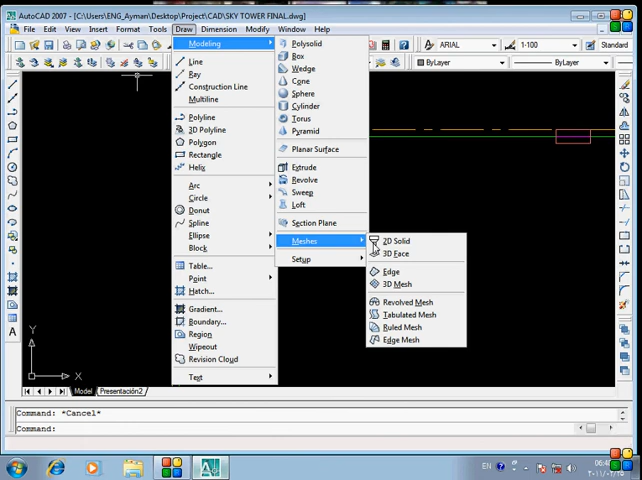 AutoCAD 2007 - [C:\Users\ENG_Ayman\Desktop\Project\CAD\SKY TOWER FINAL.dwg]
File Edit View Insert Format Tools Draw Dimension Modify Window Help
ARIAL 1-100 Standard
ByLayer ByLayer
Modeling
Line
Ray
Construction Line
Multiline
Polyline
3D Polyline
Polygon
Rectangle
Helix
Arc
Circle
Donut
Spline
Ellipse
Block
Table...
Point
Hatch...
Gradient...
Boundary...
Region
Wipeout
Revision Cloud
Text
Polysolid
Box
Wedge
Cone
Sphere
Cylinder
Torus
Pyramid
Planar Surface
Extrude
Revolve
Sweep
Loft
Section Plane
Meshes
Setup
2D Solid
3D Face
Edge
3D Mesh
Revolved Mesh
Tabulated Mesh
Ruled Mesh
Edge Mesh
Y
X
A
Model Presentación2
Command: *Cancel*
Command:
EN